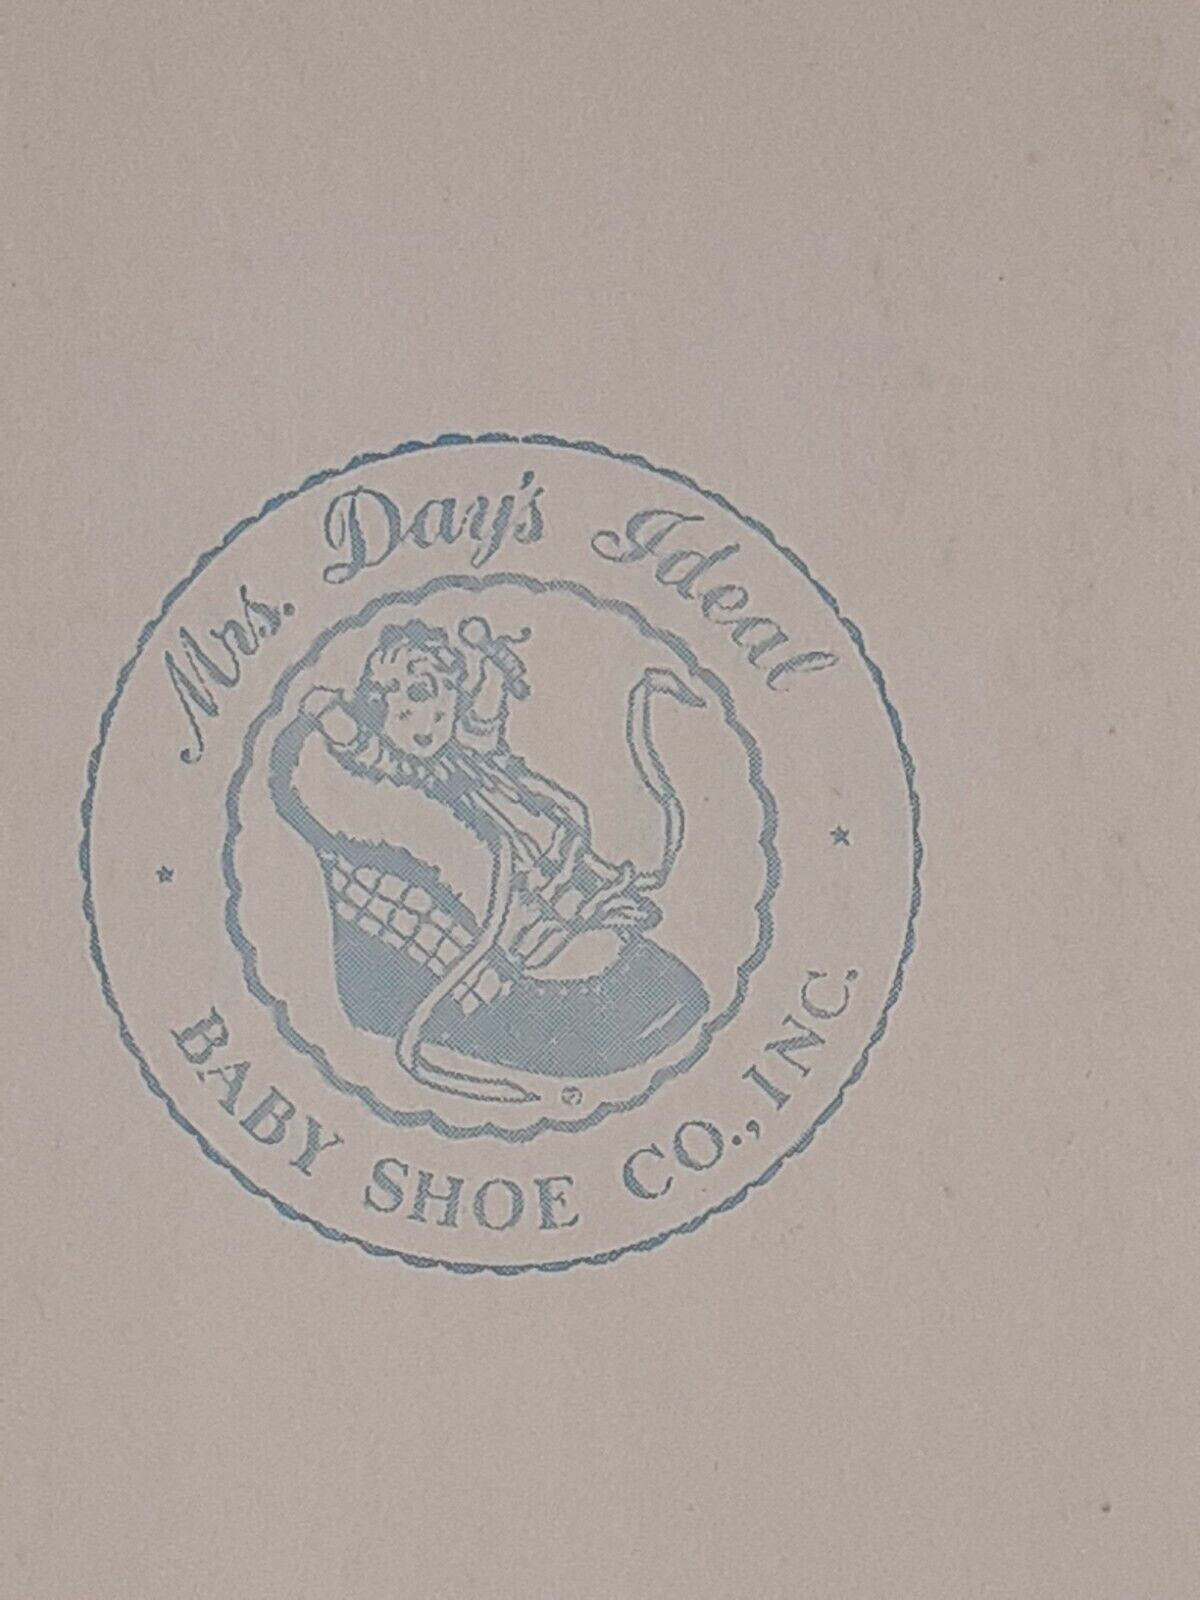 Mrs. Day's Ideal
BABY SHOE CO., INC.